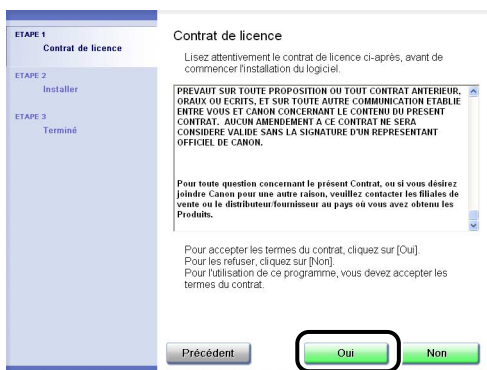 ETAPE 1
Contrat de licence
ETAPE 2
Installer
ETAPE 3
Terminé
Contrat de licence
Lisez attentivement le contrat de licence ci-après, avant de
commencer l'installation du logiciel.
PREVAUT SUR TOUTE PROPOSITION OU TOUT CONTRAT ANTERIEUR,
ORAUX OU ECRITS, ET SUR TOUTE AUTRE COMMUNICATION ETABLIE
ENTRE VOUS ET CANON CONCERNANT LE CONTENU DU PRESENT
CONTRAT. AUCUN AMENDEMENT A CE CONTRAT NE SERA
CONSIDERE VALIDE SANS LA SIGNATURE D'UN REPRESENTANT
OFFICIEL DE CANON.
Pour toute question concernant le présent Contrat, ou si vous désirez
joindre Canon pour une autre raison, veuillez contacter les filiales de
vente ou le distributeur/fournisseur au pays où vous avez obtenu les
Produits.
Pour accepter les termes du contrat, cliquez sur [Oui].
Pour les refuser, cliquez sur [Non].
Pour l'utilisation de ce programme, vous devez accepter les
termes du contrat.
Précédent
Oui
Non